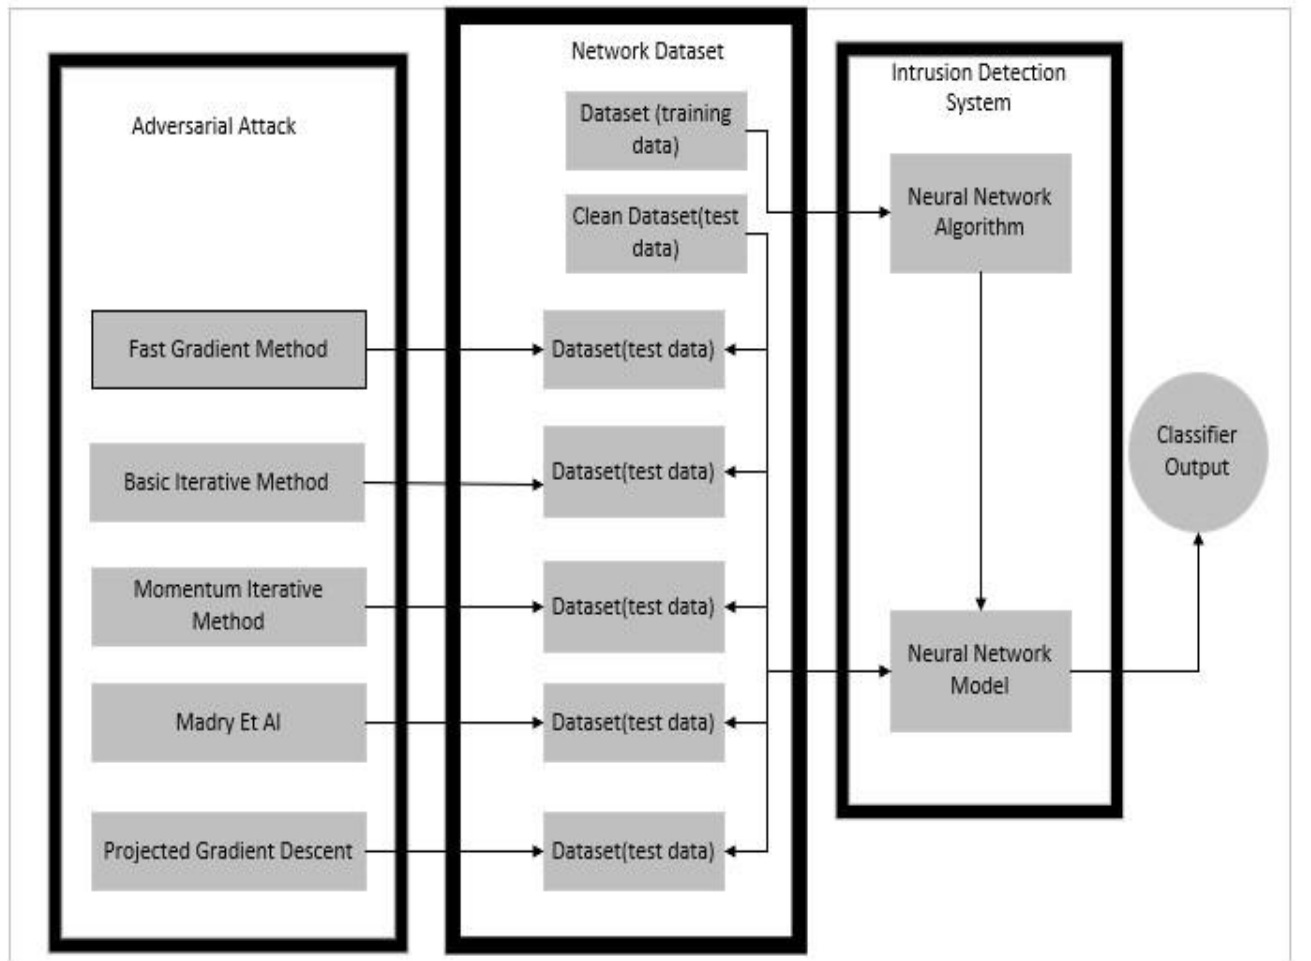 Adversarial Attack
Fast Gradient Method
Basic Iterative Method
Momentum Iterative
Method
Madry Et Al
Projected Gradient Descent
Network Dataset
Dataset (training
data)
Clean Dataset(test
data)
Dataset(test data)
Dataset(test data)
Dataset(test data)
Dataset(test data)
Dataset(test data)
Intrusion Detection
System
Neural Network
Algorithm
Neural Network
Model
Classifier
Output